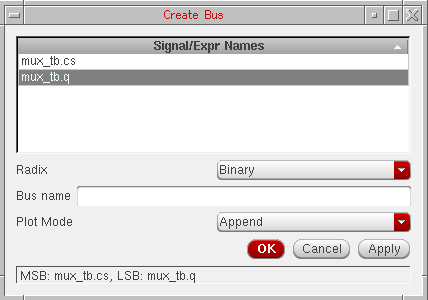 Create Bus
Signal/Expr Names
mux_tb.cs
mux_tb.q
Radix Binary
Bus name
Plot Mode Append
OK Cancel Apply
MSB: mux_tb.cs, LSB: mux_tb.q